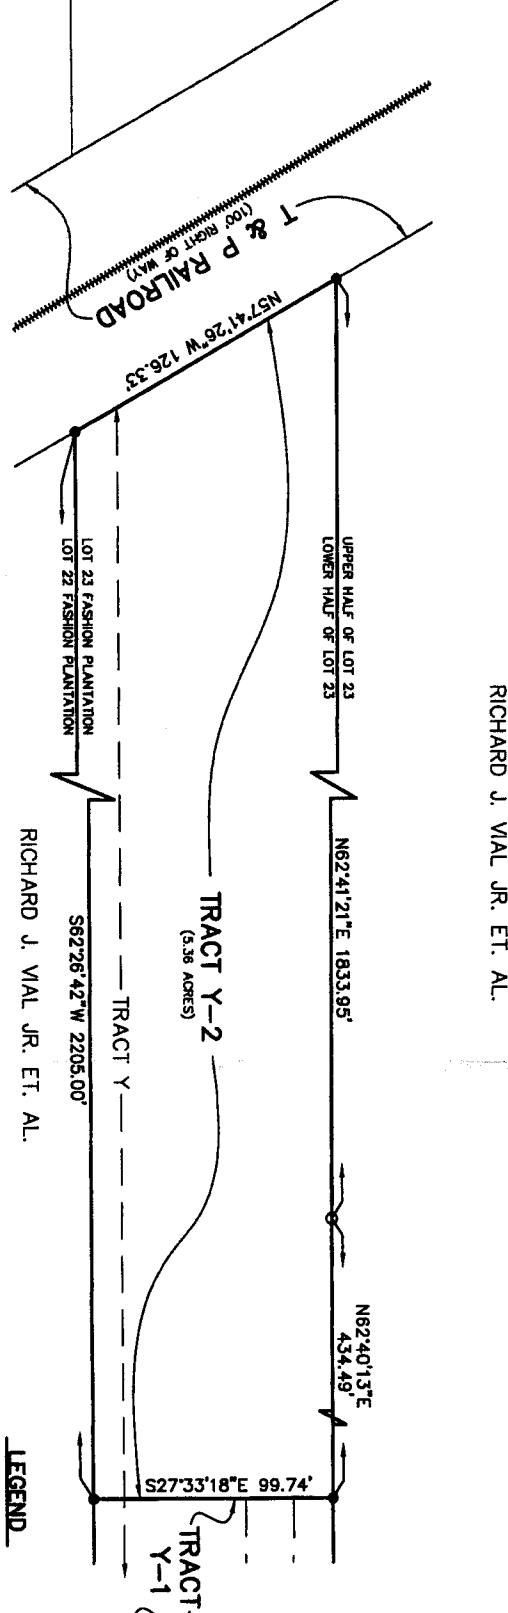 T & P RAILROAD
(100' RIGHT OF WAY)
N57°41'26"W 126.33'
UPPER HALF OF LOT 23
LOWER HALF OF LOT 23
LOT 23 FASHION PLANTATION
LOT 22 FASHION PLANTATION
RICHARD J. VIAL JR. ET. AL.
N62°41'21"E 1833.95'
TRACT Y-2
(5.36 ACRES)
TRACT Y
S62°26'42"W 2205.00'
RICHARD J. VIAL JR. ET. AL.
N62°40'13"E
434.49'
S27°33'18"E 99.74'
TRACT
Y-1
LEGEND